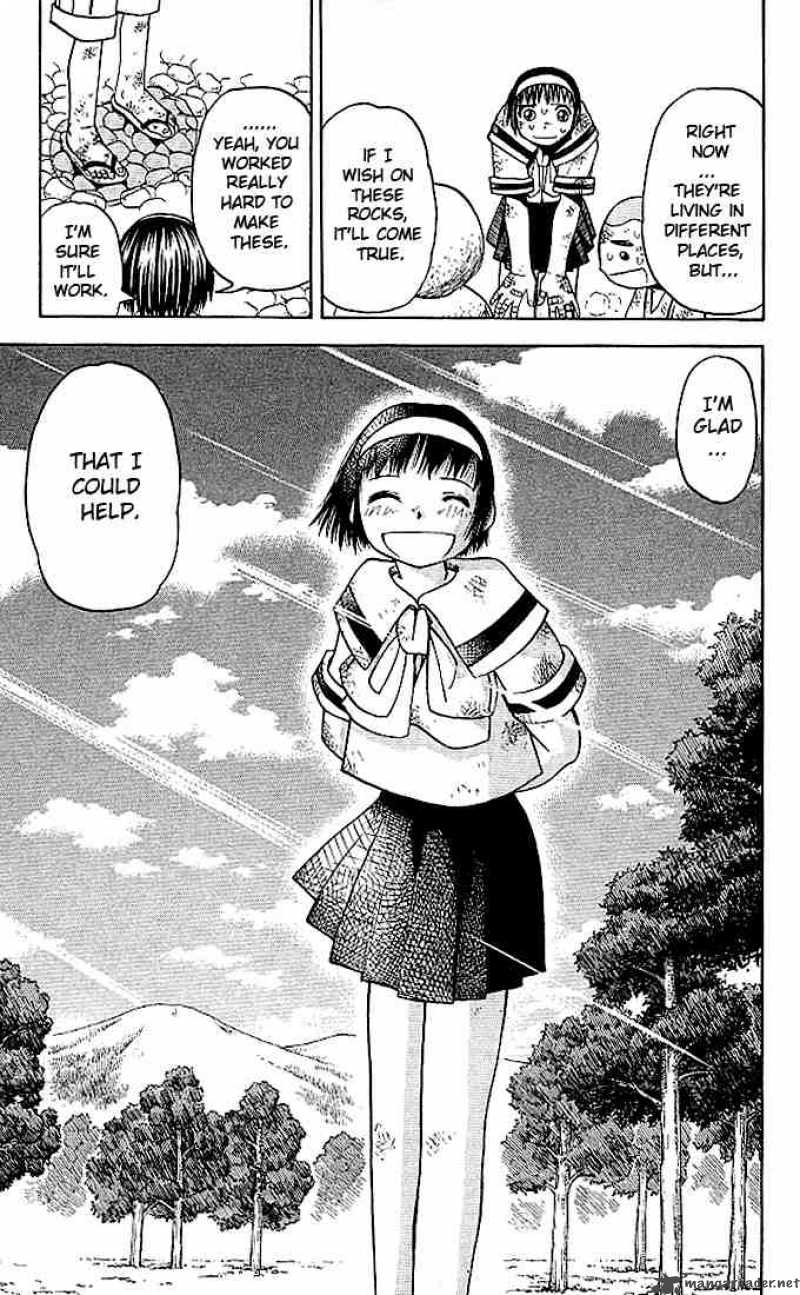 RIGHT
NOW
...
THEY'RE
LIVING IN
DIFFERENT
PLACES,
BUT...
IF I
WISH ON
THESE
ROCKS,
IT'LL COME
TRUE.
......
YEAH, YOU
WORKED
REALLY
HARD TO
MAKE
THESE.
I'M
SURE
IT'LL
WORK.
I'M
GLAD
...
THAT I
COULD
HELP.
mangareader.net